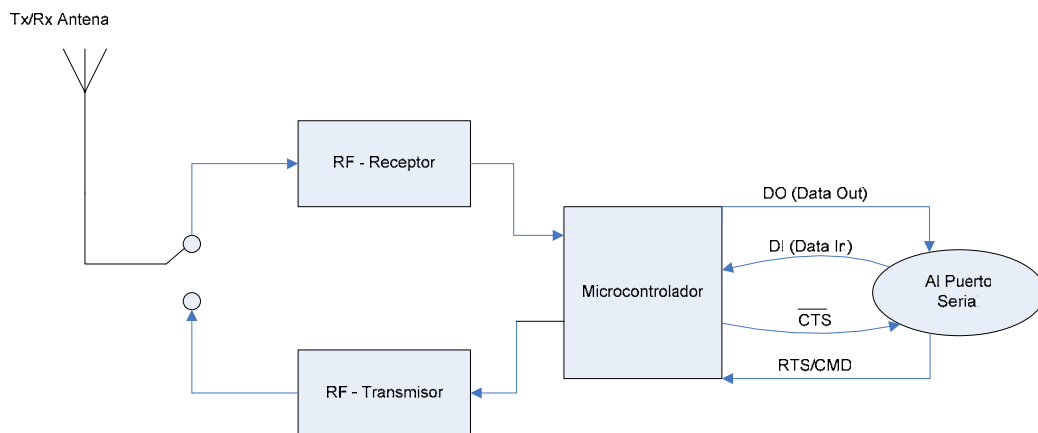 Tx/Rx Antena
RF - Receptor
DO (Data Out)
DI (Data In)
Microcontrolador
Al Puerto
Seria
CTS
RTS/CMD
RF - Transmisor